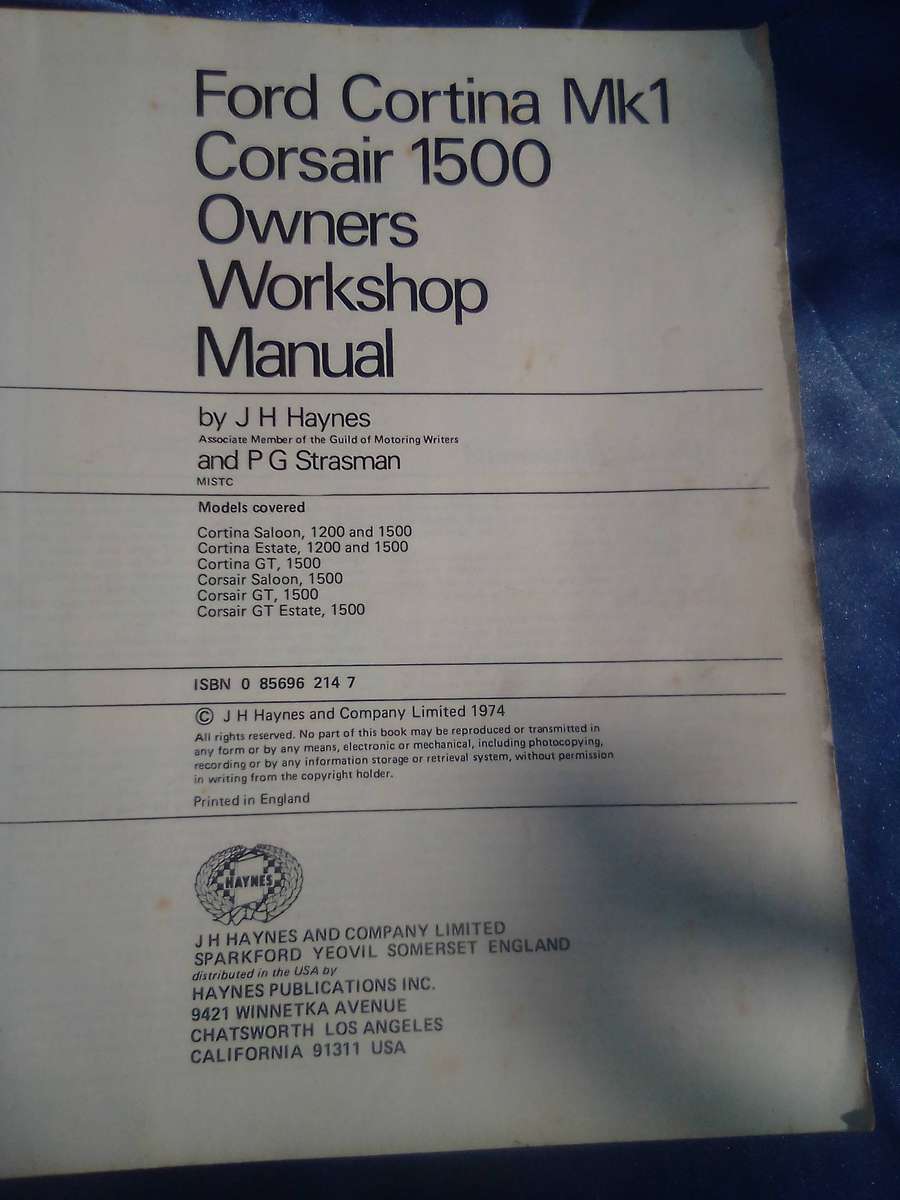 Ford Cortina Mk1
Corsair 1500
Owners
Workshop
Manual
by J H Haynes
Associate Member of the Guild of Motoring Writers
and P G Strasman
MISTC
Models covered
Cortina Saloon, 1200 and 1500
Cortina Estate, 1200 and 1500
Cortina GT, 1500
Corsair Saloon, 1500
Corsair GT, 1500
Corsair GT Estate, 1500
ISBN 0 85696 214 7
© J H Haynes and Company Limited 1974
All rights reserved. No part of this book may be reproduced or transmitted in
any form or by any means, electronic or mechanical, including photocopying,
recording or by any information storage or retrieval system, without permission
in writing from the copyright holder.
Printed in England
HAYNES
J H HAYNES AND COMPANY LIMITED
SPARKFORD YEOVIL SOMERSET ENGLAND
distributed in the USA by
HAYNES PUBLICATIONS INC.
9421 WINNETKA AVENUE
CHATSWORTH LOS ANGELES
CALIFORNIA 91311 USA